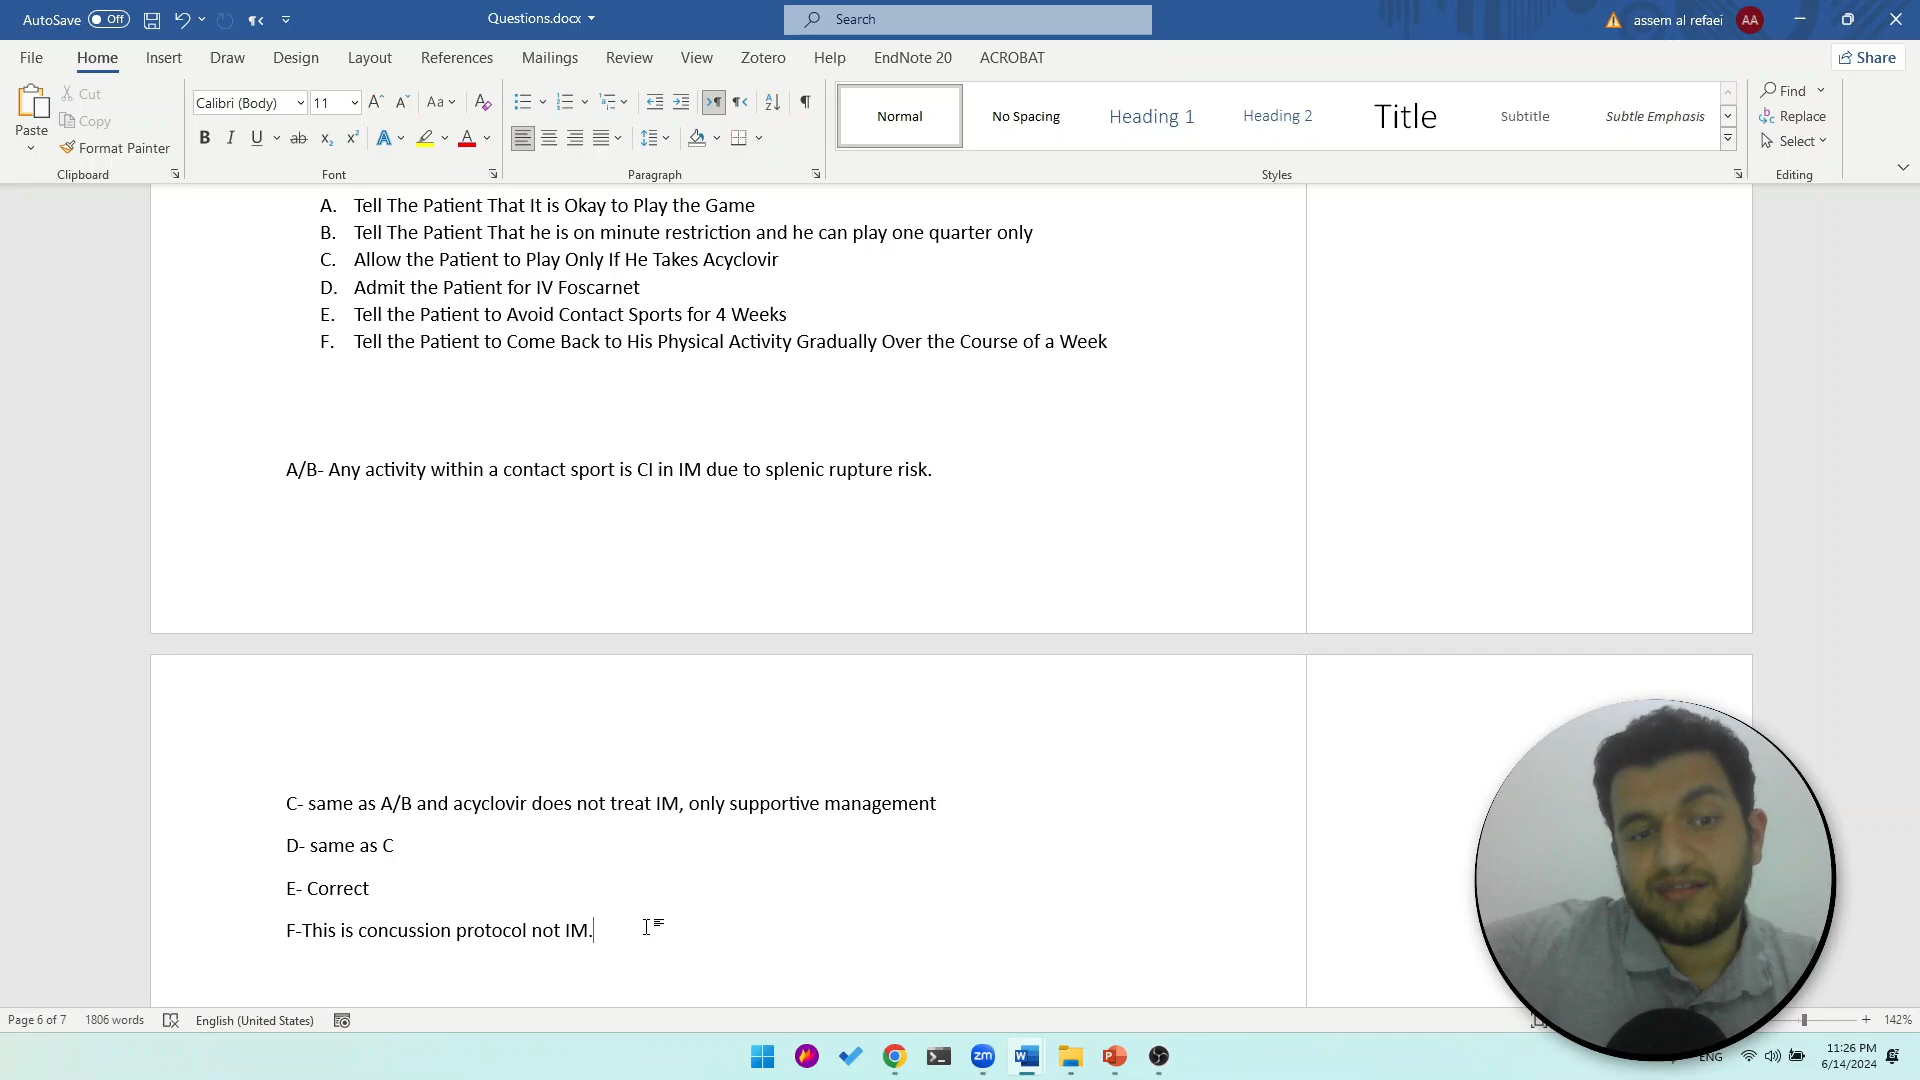 AutoSave Off Questions.docx Search assem al refaei AA
File Home Insert Draw Design Layout References Mailings Review View Zotero Help EndNote 20 ACROBAT Share
Paste Cut Copy Format Painter Clipboard
Calibri (Body) 11 Font
Paragraph
Normal No Spacing Heading 1 Heading 2 Title Subtitle Subtle Emphasis
Styles
Find Replace Select Editing
A. Tell The Patient That It is Okay to Play the Game
B. Tell The Patient That he is on minute restriction and he can play one quarter only
C. Allow the Patient to Play Only If He Takes Acyclovir
D. Admit the Patient for IV Foscarnet
E. Tell the Patient to Avoid Contact Sports for 4 Weeks
F. Tell the Patient to Come Back to His Physical Activity Gradually Over the Course of a Week
A/B- Any activity within a contact sport is CI in IM due to splenic rupture risk.
C- same as A/B and acyclovir does not treat IM, only supportive management
D- same as C
E- Correct
F-This is concussion protocol not IM.
Page 6 of 7 1806 words English (United States) 142%
ENG 11:26 PM
6/14/2024